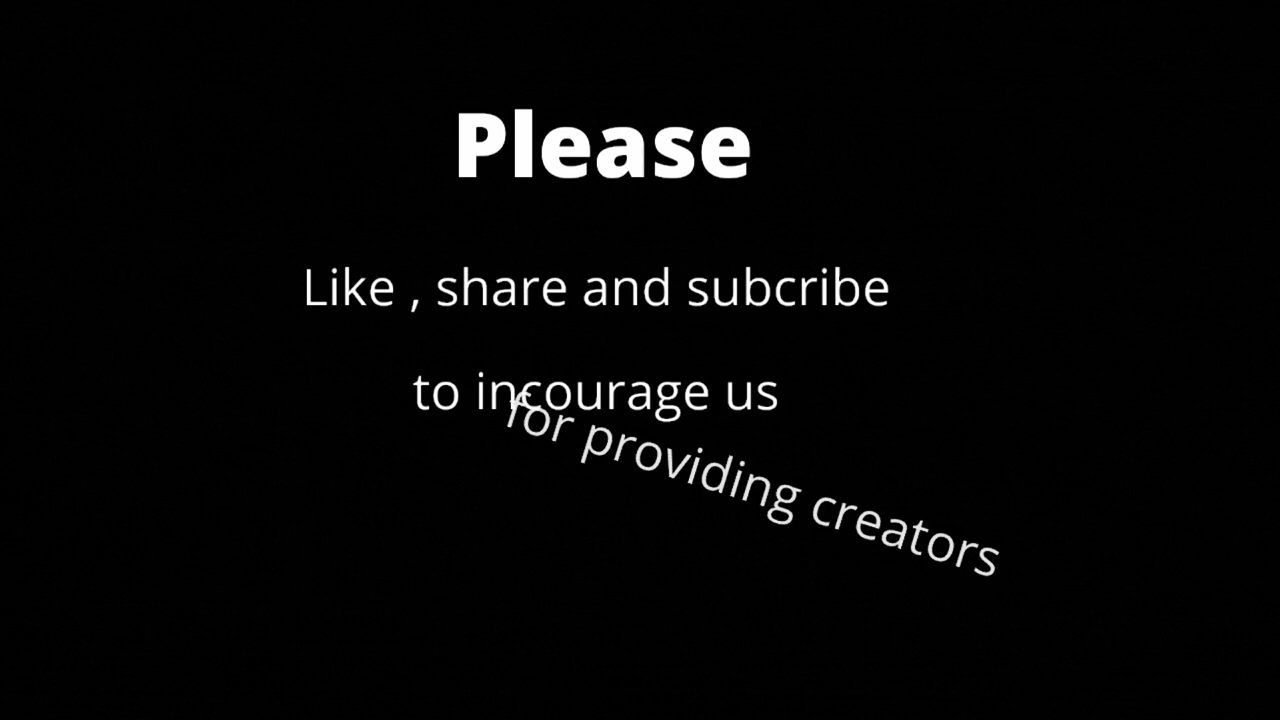 Please
Like , share and subcribe
to incourage us
for providing creators